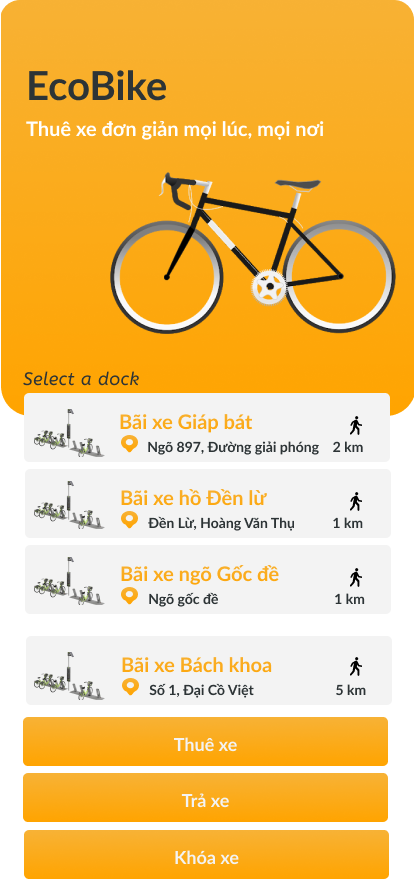 EcoBike
Thuê xe đơn giản mọi lúc, mọi nơi
Select a dock
Bãi xe Giáp bát
Ngõ 897, Đường giải phóng 2 km
Bãi xe hồ Đền lừ
Đền Lừ, Hoàng Văn Thụ 1 km
Bãi xe ngõ Gốc đề
Ngõ gốc đề 1 km
Bãi xe Bách khoa
Số 1, Đại Cồ Việt 5 km
Thuê xe
Trả xe
Khóa xe